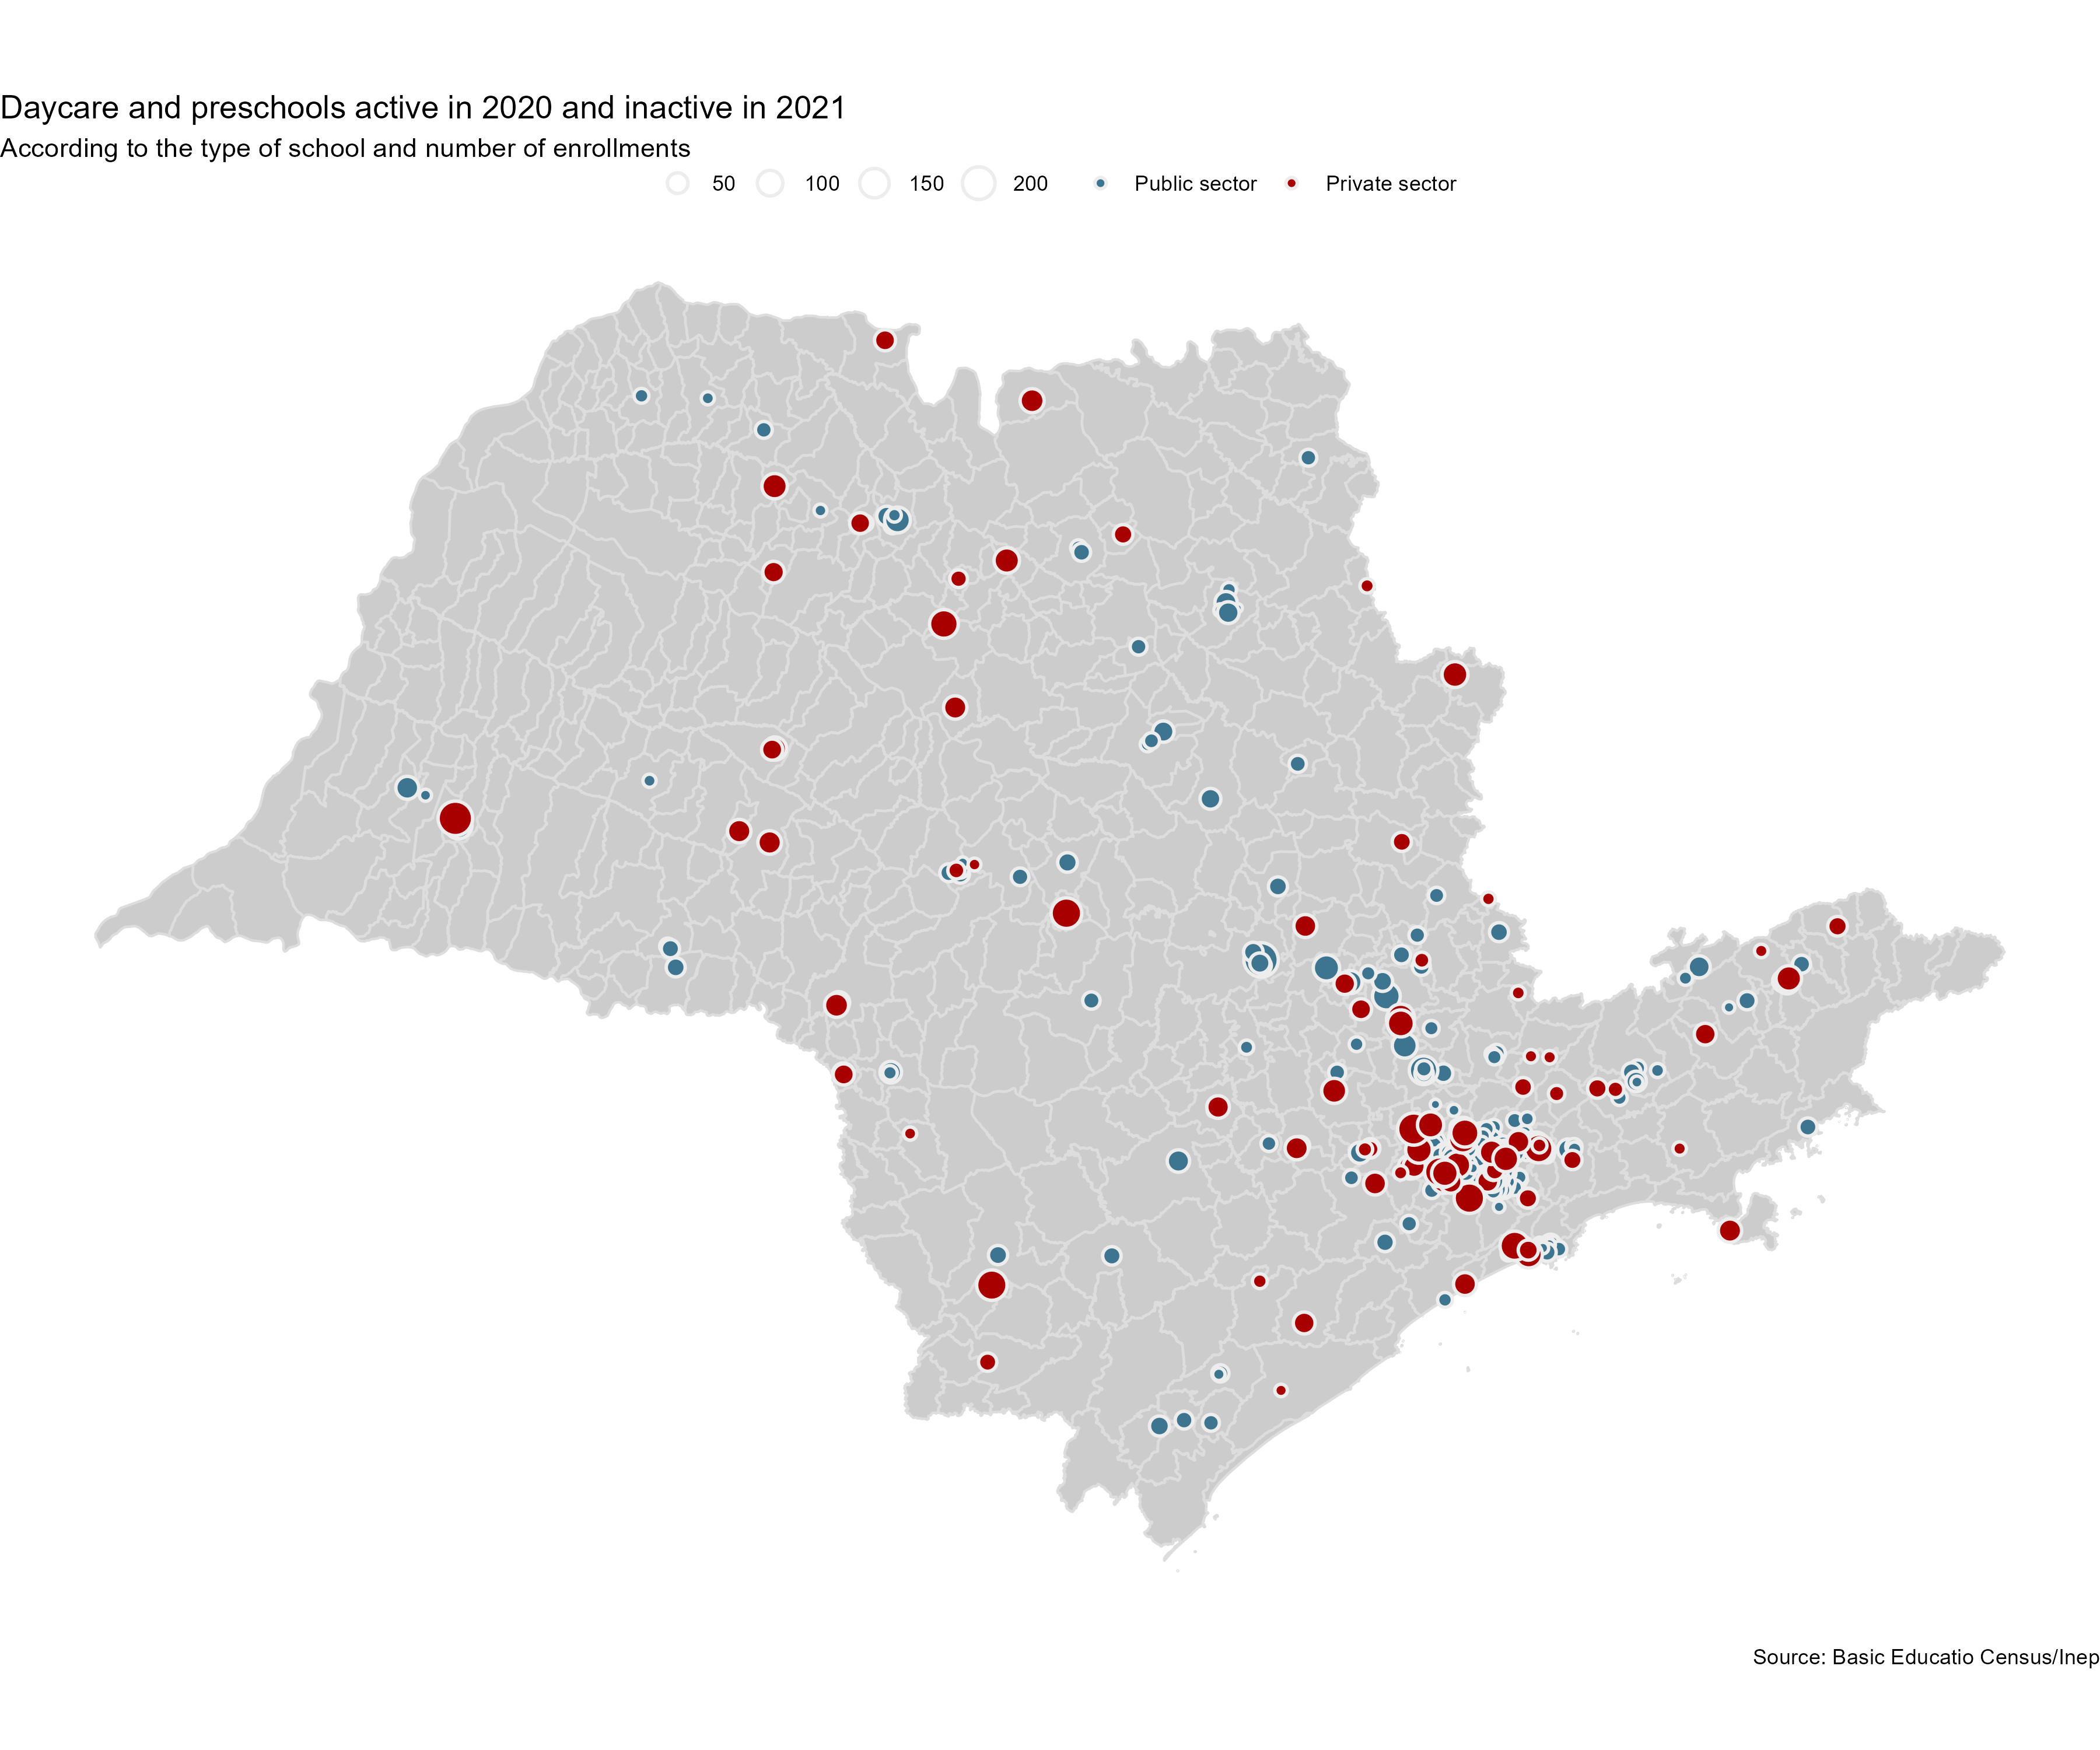 Daycare and preschools active in 2020 and inactive in 2021
According to the type of school and number of enrollments
50 100 150 200 Public sector Private sector
Source: Basic Educatio Census/Inep